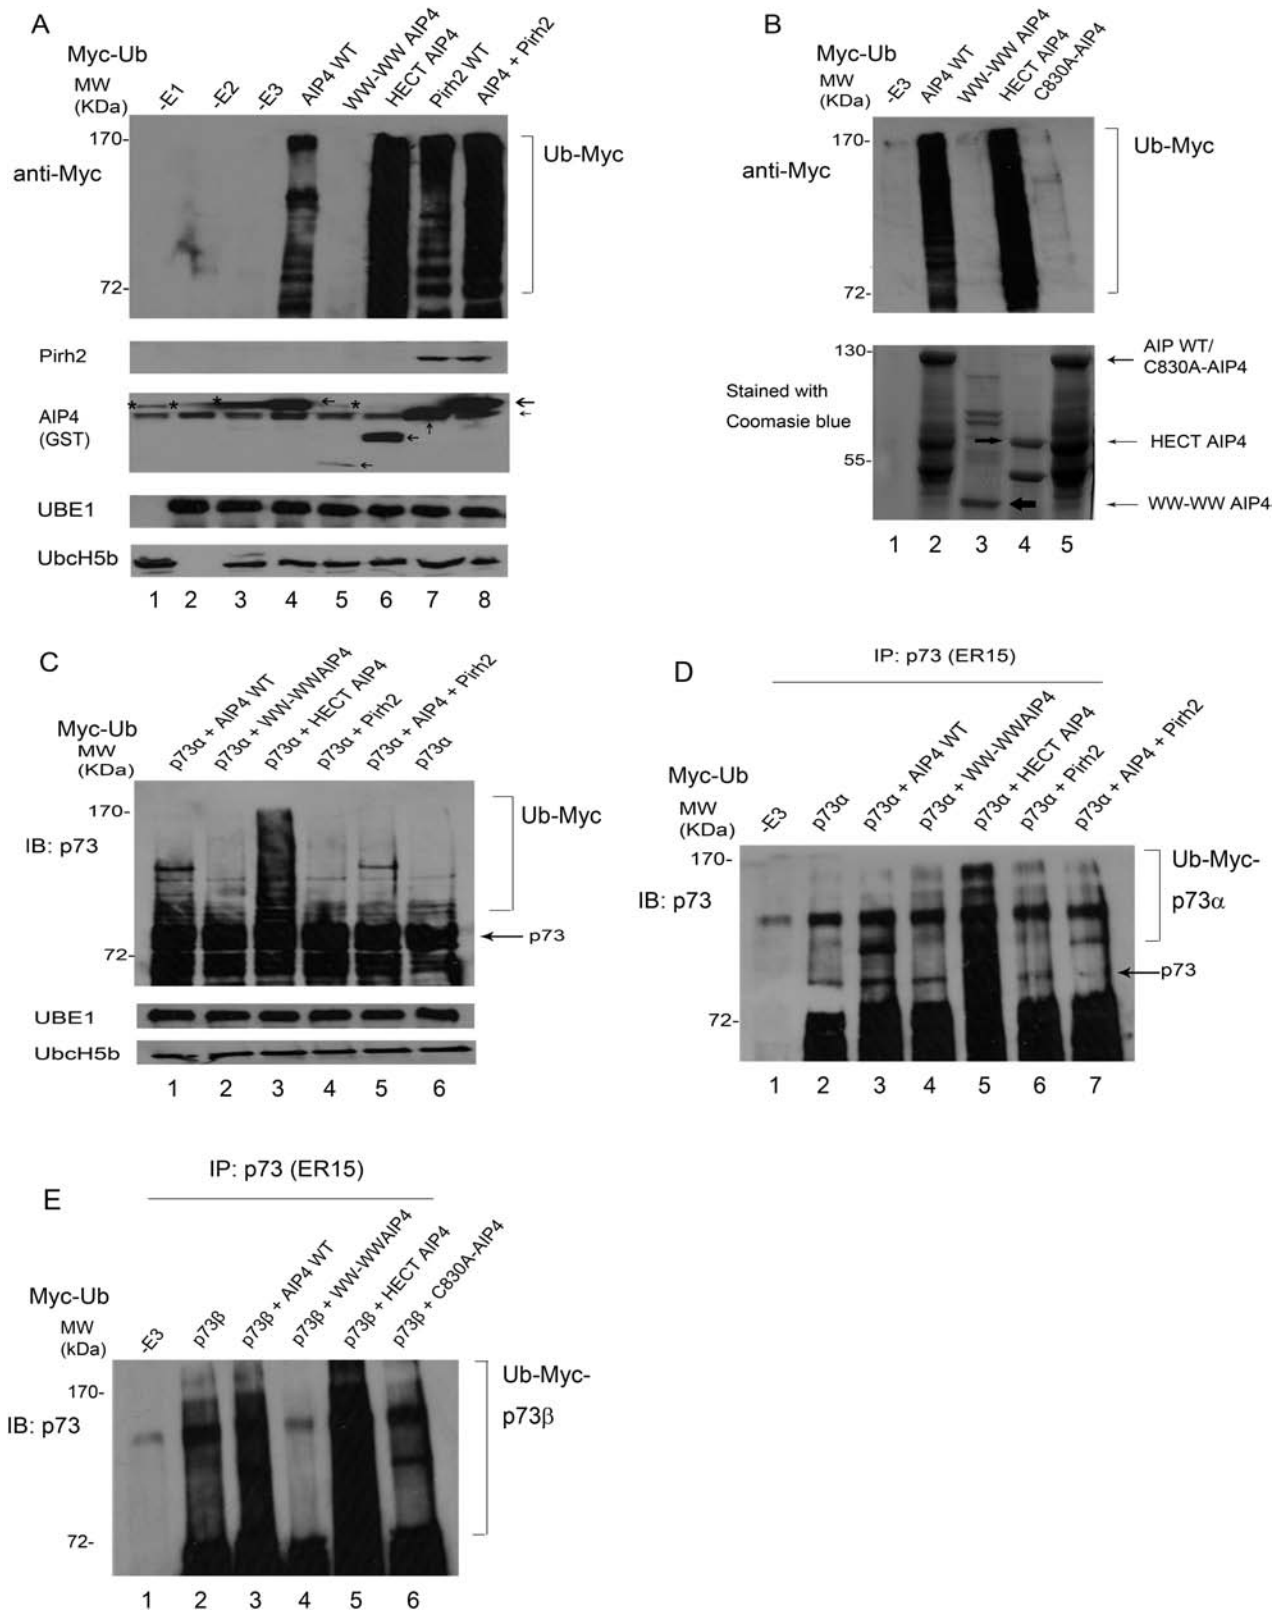 A
Myc-Ub
MW
(KDa)
-E1
-E2
-E3
AIP4 WT
WW-WW AIP4
HECT AIP4
Pirh2 WT
AIP4 + Pirh2
170-
anti-Myc
72-
Ub-Myc
Pirh2
* * * *
AIP4
(GST)
UBE1
UbcH5b
1 2 3 4 5 6 7 8
B
Myc-Ub
MW
(KDa)
-E3
AIP4 WT
WW-WW AIP4
HECT AIP4
C830A-AIP4
170-
anti-Myc
72-
Ub-Myc
130-
Stained with
Coomasie blue
55-
AIP WT/
C830A-AIP4
HECT AIP4
WW-WW AIP4
1 2 3 4 5
C
Myc-Ub
MW
(KDa)
p73α + AIP4 WT
p73α + WW-WWAIP4
p73α + HECT AIP4
p73α + Pirh2
p73α + AIP4 + Pirh2
p73α
170-
IB: p73
72-
Ub-Myc
p73
UBE1
UbcH5b
1 2 3 4 5 6
D
IP: p73 (ER15)
Myc-Ub
MW
(KDa)
-E3
p73α
p73α + AIP4 WT
p73α + WW-WWAIP4
p73α + HECT AIP4
p73α + Pirh2
p73α + AIP4 + Pirh2
170-
IB: p73
72-
Ub-Myc-
p73α
p73
1 2 3 4 5 6 7
E
IP: p73 (ER15)
Myc-Ub
MW
(kDa)
-E3
p73β
p73β + AIP4 WT
p73β + WW-WWAIP4
p73β + HECT AIP4
p73β + C830A-AIP4
170-
IB: p73
72-
Ub-Myc-
p73β
1 2 3 4 5 6